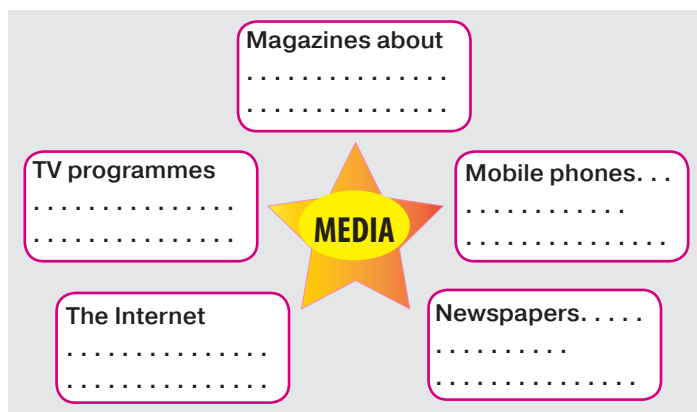 Magazines about
. . . . . . . . . . . . . . .
. . . . . . . . . . . . . . .
TV programmes
. . . . . . . . . . . . . . .
. . . . . . . . . . . . . . .
Mobile phones. . .
. . . . . . . . . . . .
. . . . . . . . . . . . . . .
MEDIA
The Internet
. . . . . . . . . . . . . . .
. . . . . . . . . . . . . . .
Newspapers. . . . .
. . . . . . . . . .
. . . . . . . . . . . . . . .